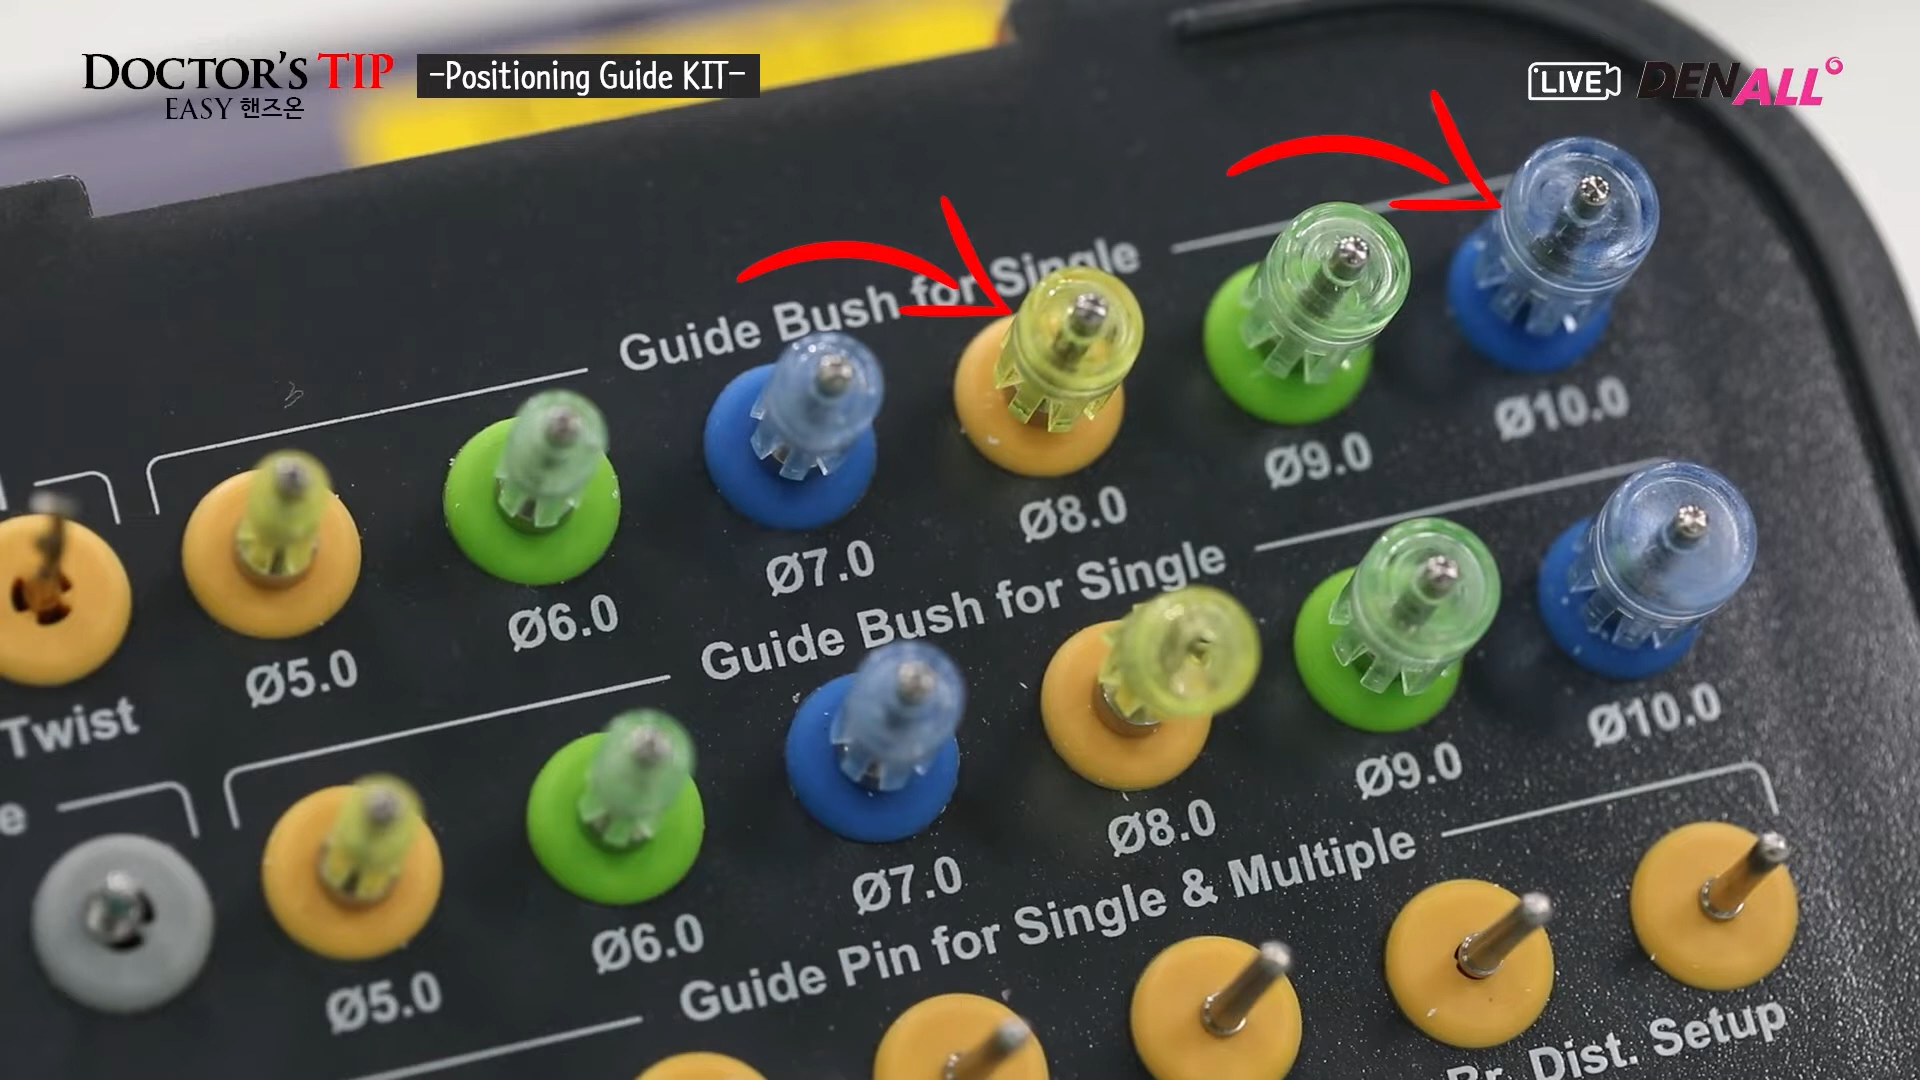 DOCTOR'S TIP
EASY 핸즈온
-Positioning Guide KIT-
LIVE
DENALL
Guide Bush for Single
Ø5.0 Ø6.0 Ø7.0 Ø8.0 Ø9.0 Ø10.0
Twist
Guide Bush for Single
Ø5.0 Ø6.0 Ø7.0 Ø8.0 Ø9.0 Ø10.0
Guide Pin for Single & Multiple
Br. Dist. Setup